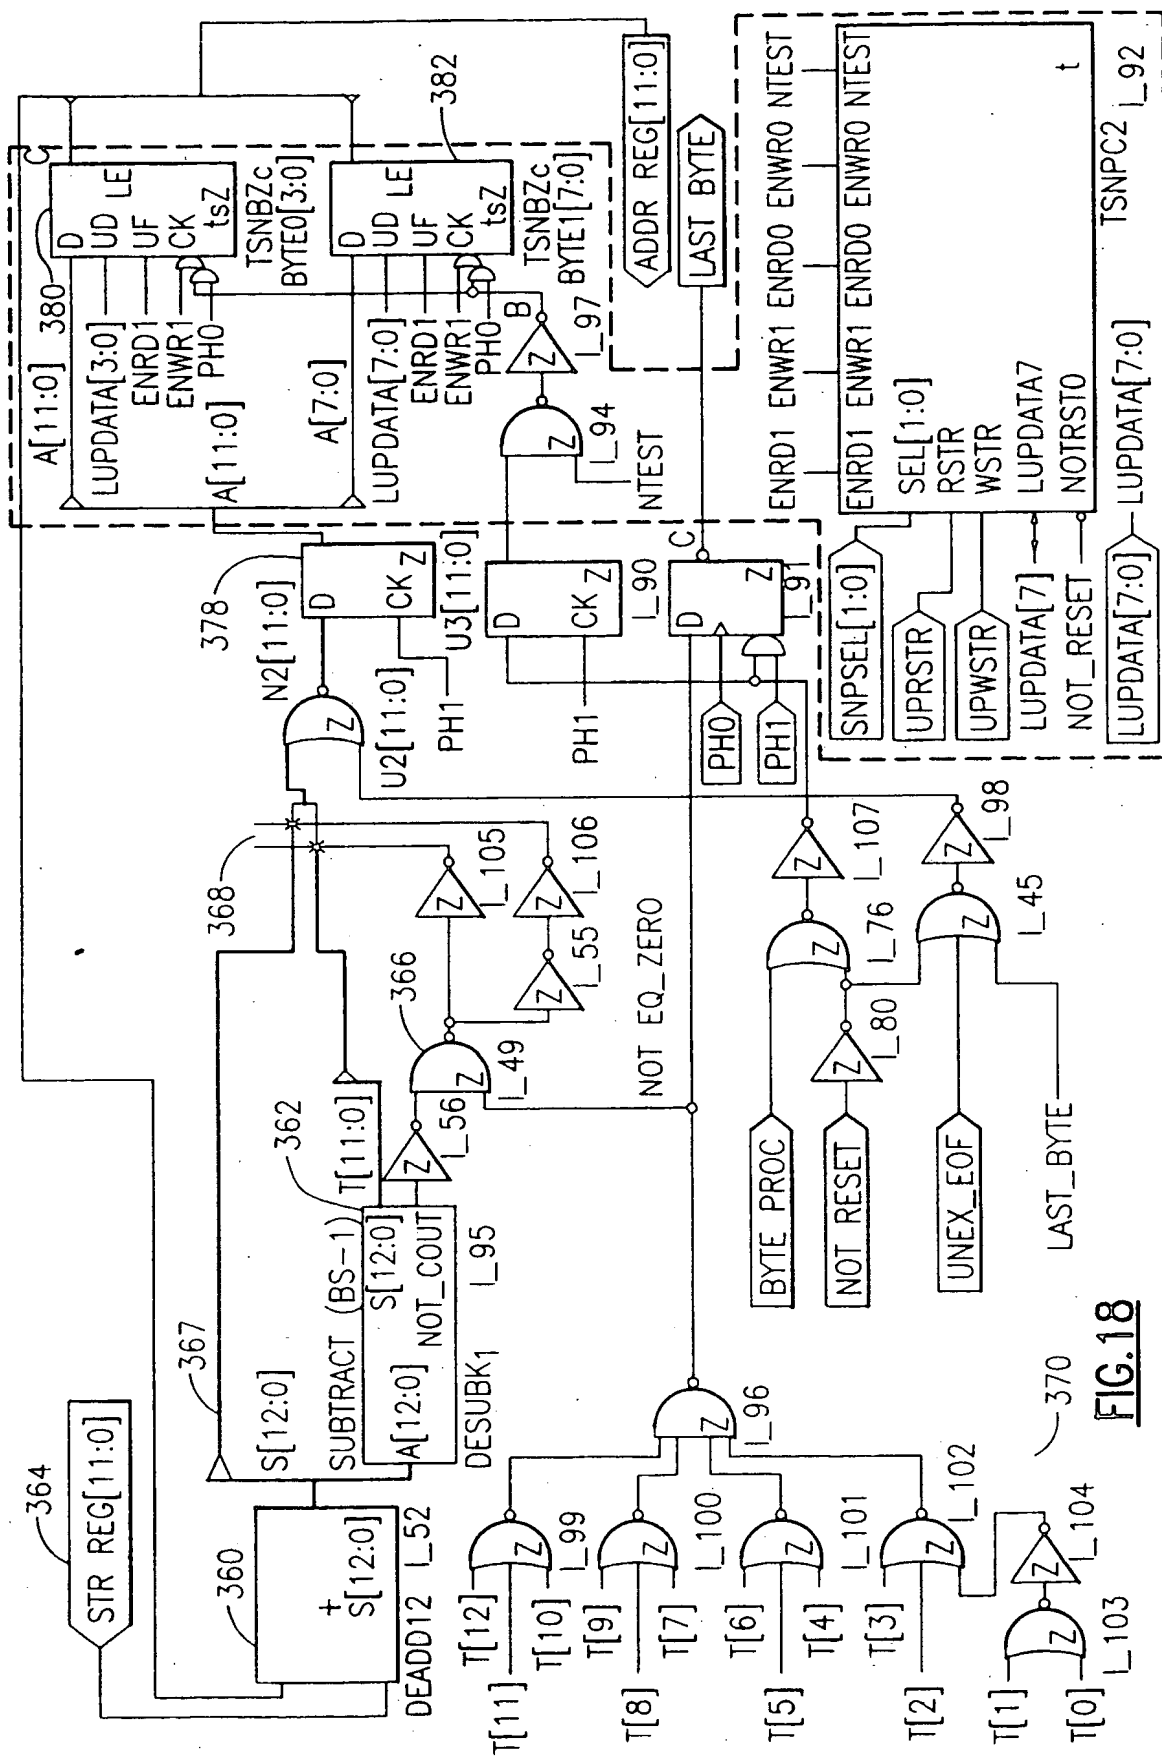 364
STR REG[11:0]
360
+
S[12:0]
DEADD12
I_52
367
S[12:0]
SUBTRACT (BS-1)
362
A[12:0]
S[12:0]
NOT_COUT
DESUBK1
I_95
T[11:0]
I_56
Z
366
Z
I_49
368
Z
I_105
Z
I_55
Z
I_106
N2[11:0]
Z
U2[11:0]
378
D
CK
Z
U3[11:0]
PH1
A[11:0]
380
A[11:0]
LUPDATA[3:0]
ENRD1
ENWR1
PH0
D
UD
LE
UF
CK
tsZ
C
TSNBZc
BYTE0[3:0]
A[7:0]
LUPDATA[7:0]
ENRD1
ENWR1
PH0
D
UD
LE
UF
CK
tsZ
382
TSNBZc
BYTE1[7:0]
B
Z
I_97
Z
I_94
NTEST
D
CK
Z
I_90
PH1
D
Z
I_91
C
PH0
PH1
ADDR REG[11:0]
LAST BYTE
NOT EQ_ZERO
T[12]
T[11]
T[10]
Z
I_99
T[9]
T[8]
T[7]
Z
I_100
T[6]
T[5]
T[4]
Z
I_101
T[3]
T[2]
Z
I_102
T[1]
T[0]
Z
I_103
Z
I_104
Z
I_96
BYTE PROC
NOT RESET
Z
I_80
Z
I_76
Z
I_107
UNEX_EOF
LAST_BYTE
Z
I_45
Z
I_98
ENRD1 ENWR1 ENRD0 ENWR0 NTEST
ENRD1 ENWR1 ENRD0 ENWR0 NTEST
SNPSEL[1:0]
SEL[1:0]
UPRSTR
RSTR
UPWSTR
WSTR
LUPDATA[7]
LUPDATA7
NOT_RESET
NOTRST0
t
TSNPC2
I_92
LUPDATA[7:0]
LUPDATA[7:0]
370
FIG.18